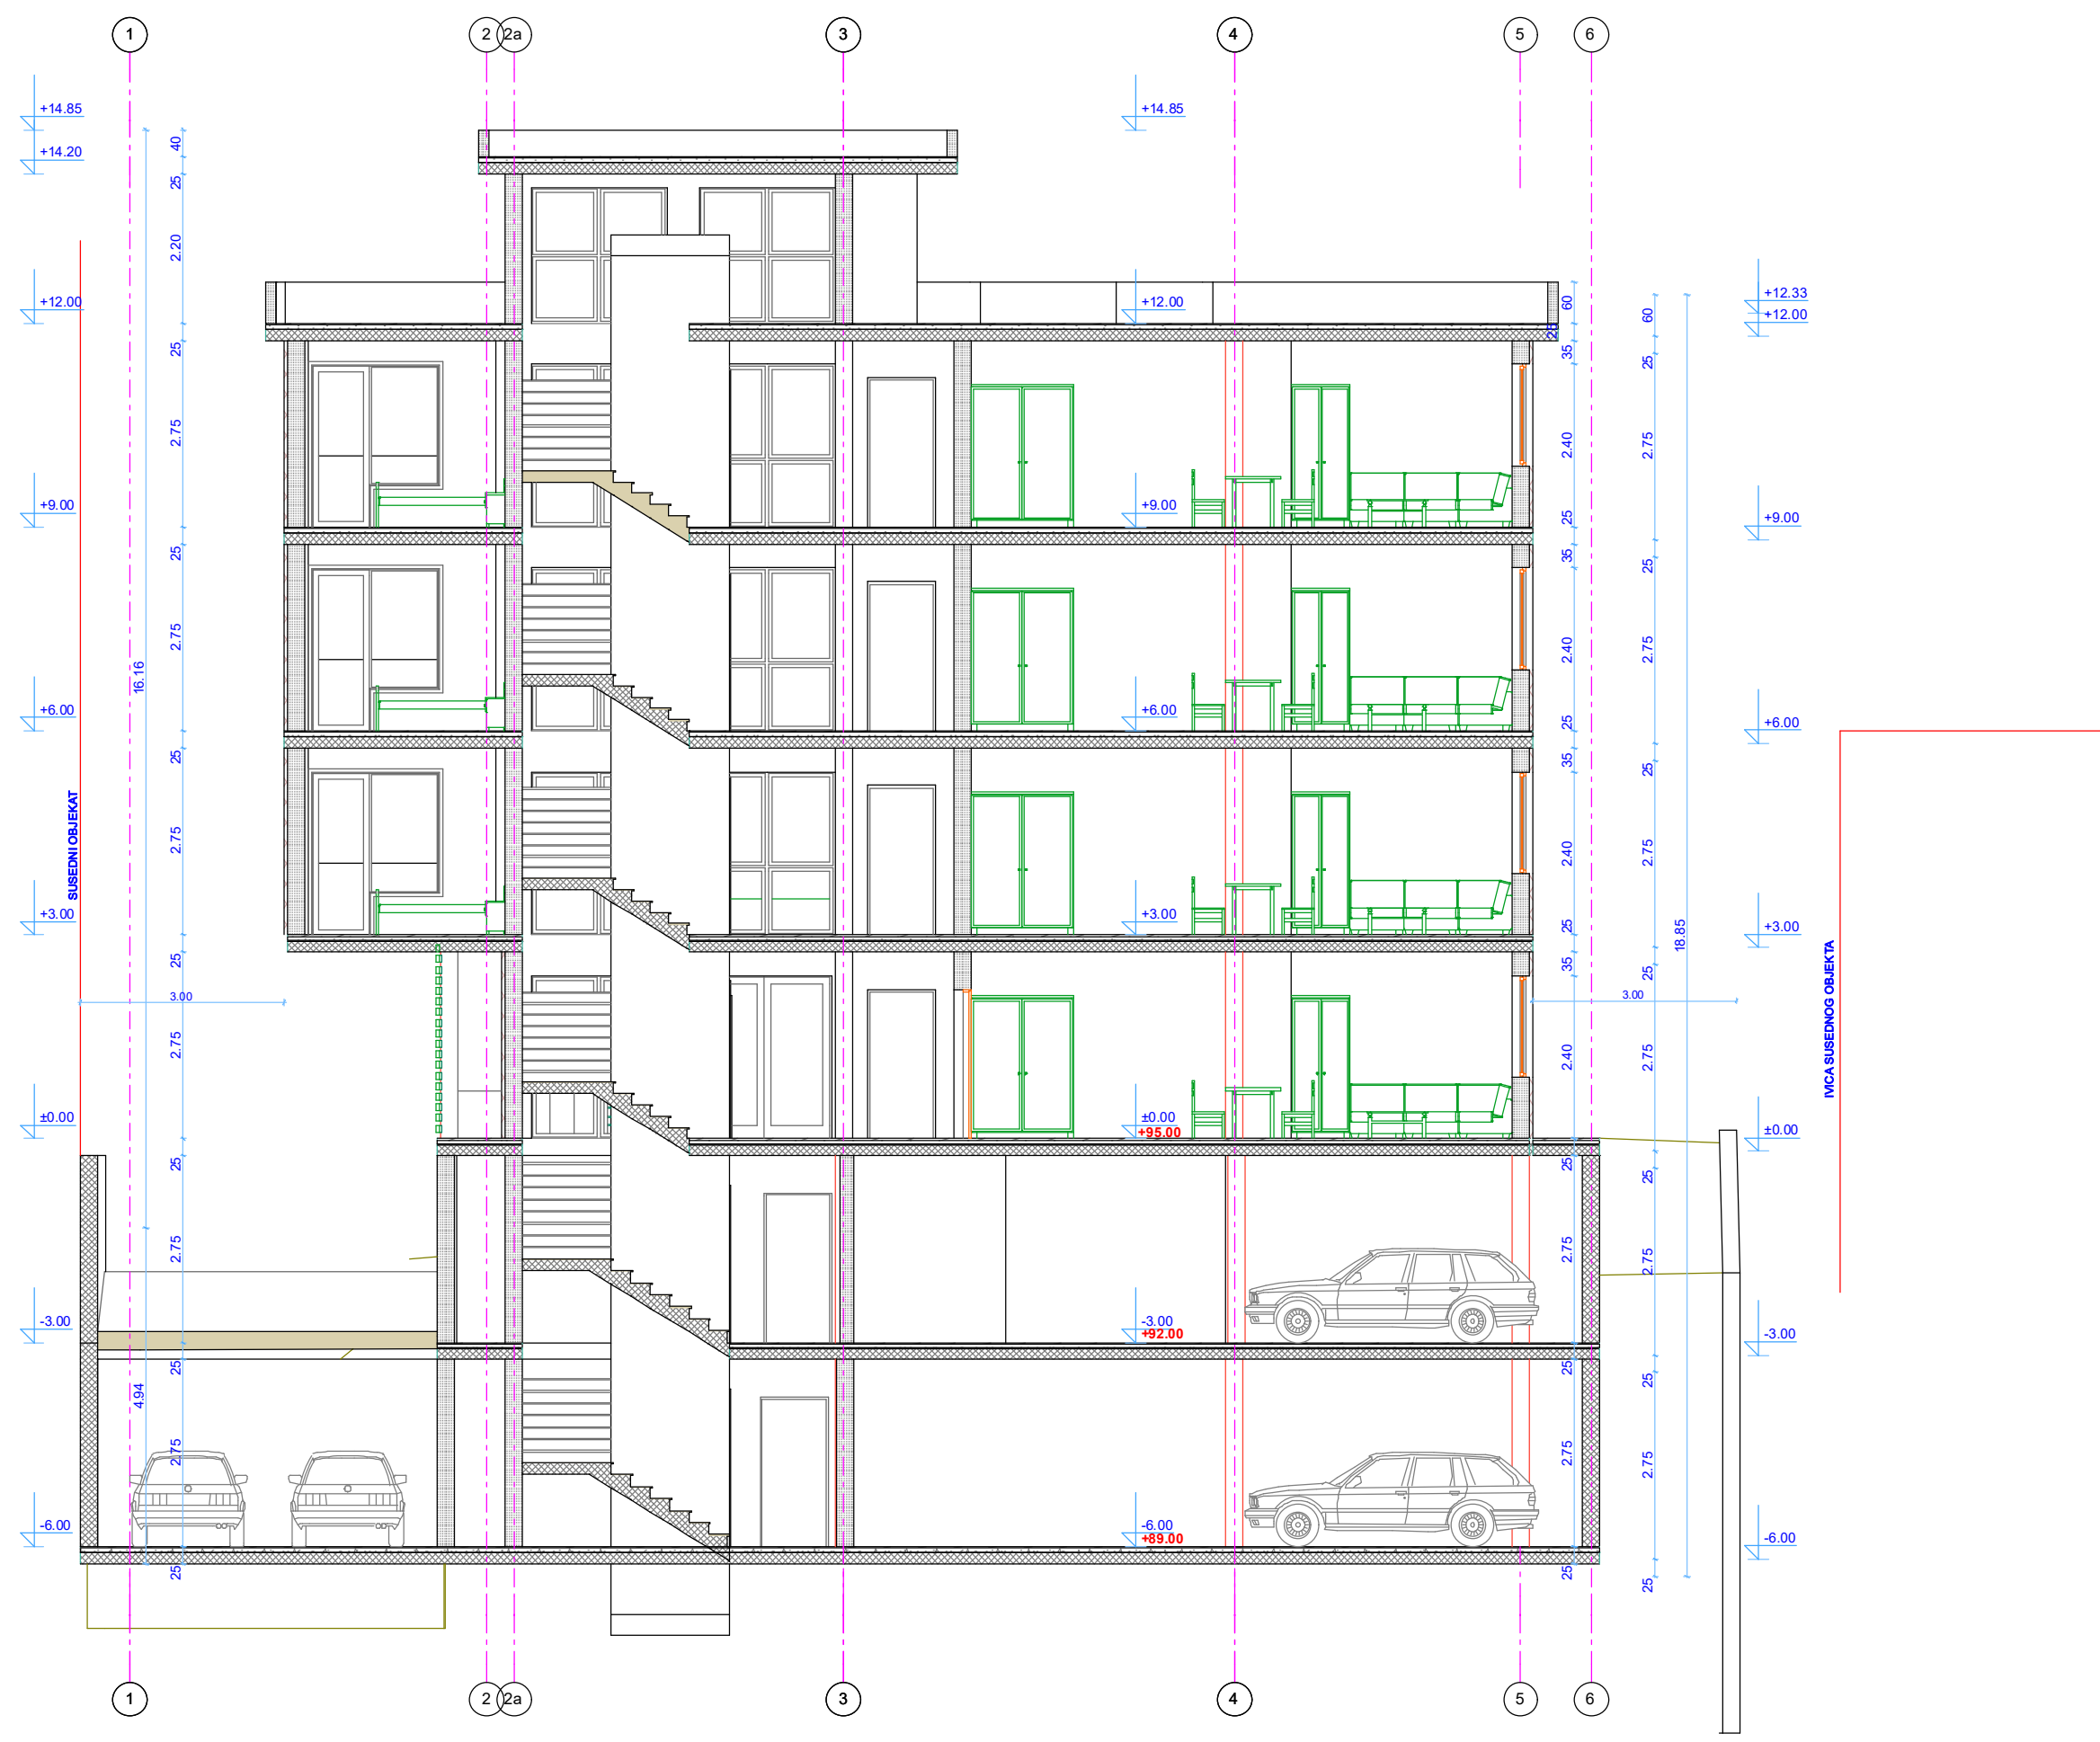 1 2 2a 3 4 5 6
+14.85 +14.85
40
+14.20
25
2.20
+12.33
+12.00 +12.00 60 60 +12.00
25
25 35 25
2.75 2.40 2.75
+9.00 +9.00 25 +9.00
25 35 25
16.16
2.75 2.40 2.75
+6.00 +6.00 25 +6.00
25 35 25
SUSEDNI OBJEKAT
2.75 2.40 2.75
+3.00 +3.00 25 18.85 +3.00
25 35 25
3.00 3.00
IVICA SUSEDNOG OBJEKTA
2.75 2.40 2.75
±0.00 ±0.00 ±0.00
+95.00
25 25 25
2.75 2.75 2.75
-3.00 -3.00 -3.00
+92.00
25 25 25
4.94
2.75 2.75 2.75
-6.00 -6.00 -6.00
+89.00
25 25 25
1 2 2a 3 4 5 6